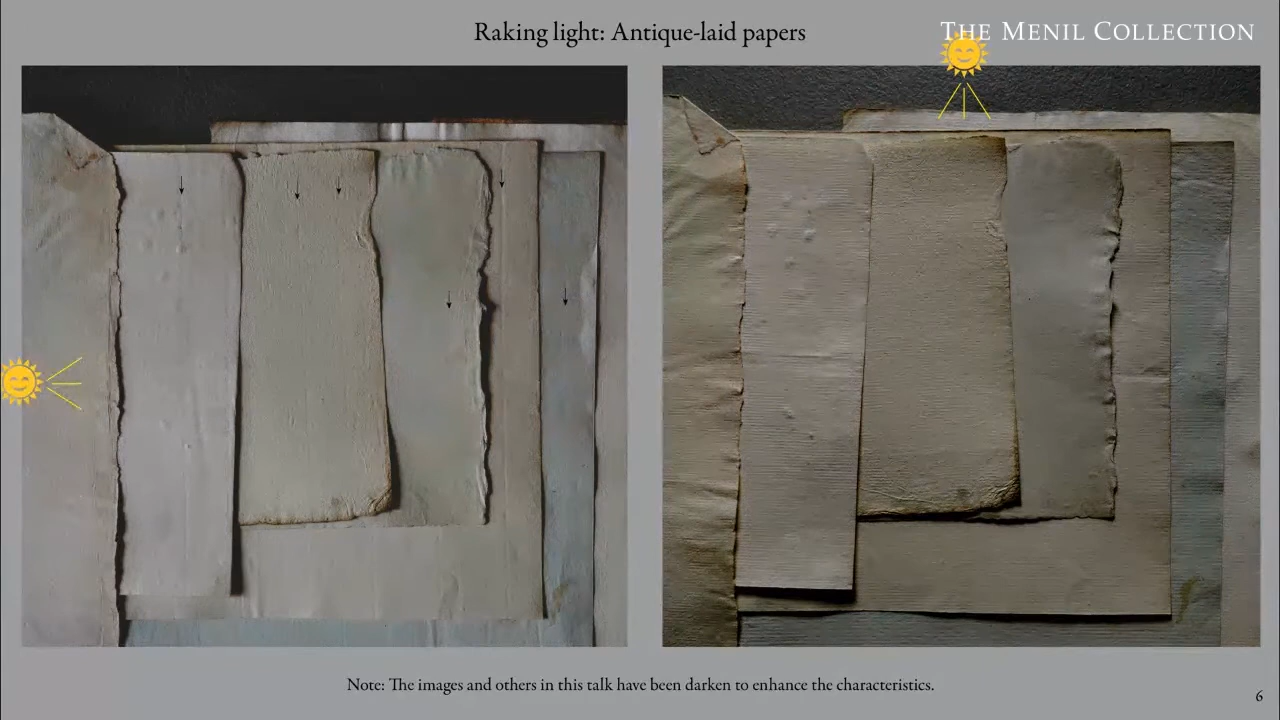 Raking light: Antique-laid papers
THE MENIL COLLECTION
Note: The images and others in this talk have been darken to enhance the characteristics.
6